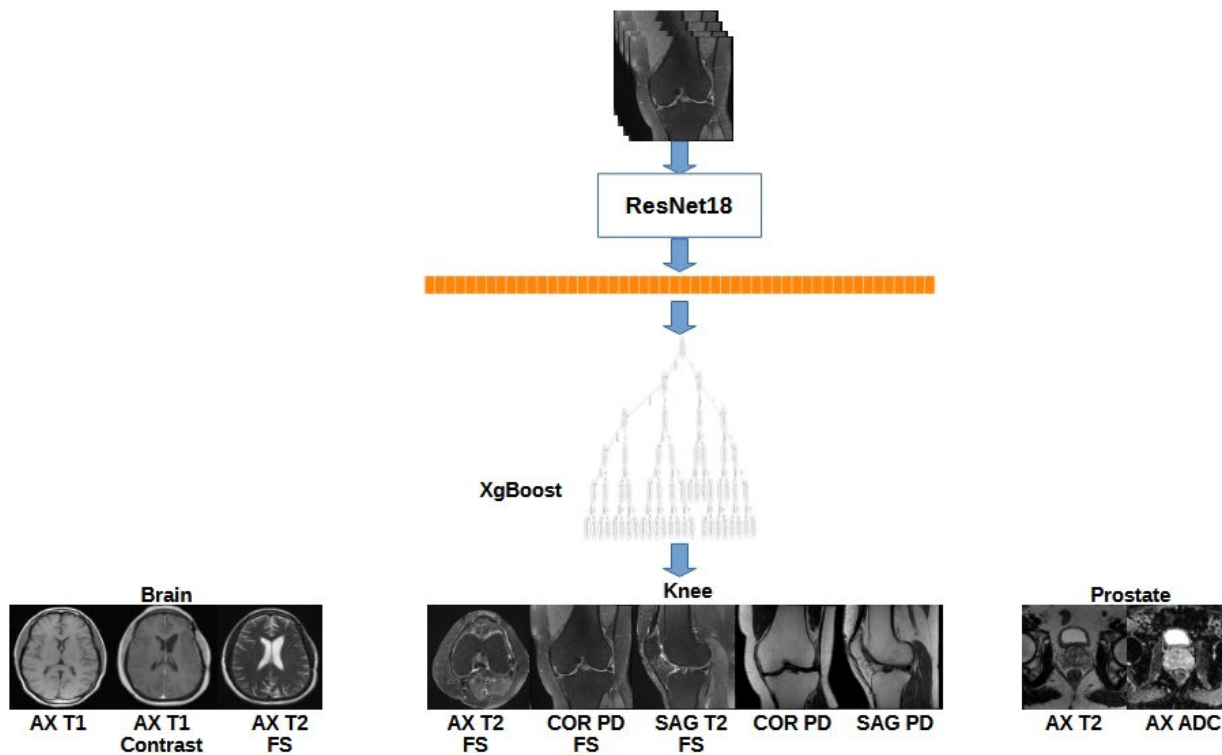 ResNet18
XgBoost
Brain
Knee
Prostate
AX T1
AX T1
Contrast
AX T2
FS
AX T2
FS
COR PD
FS
SAG T2
FS
COR PD
SAG PD
AX T2
AX ADC